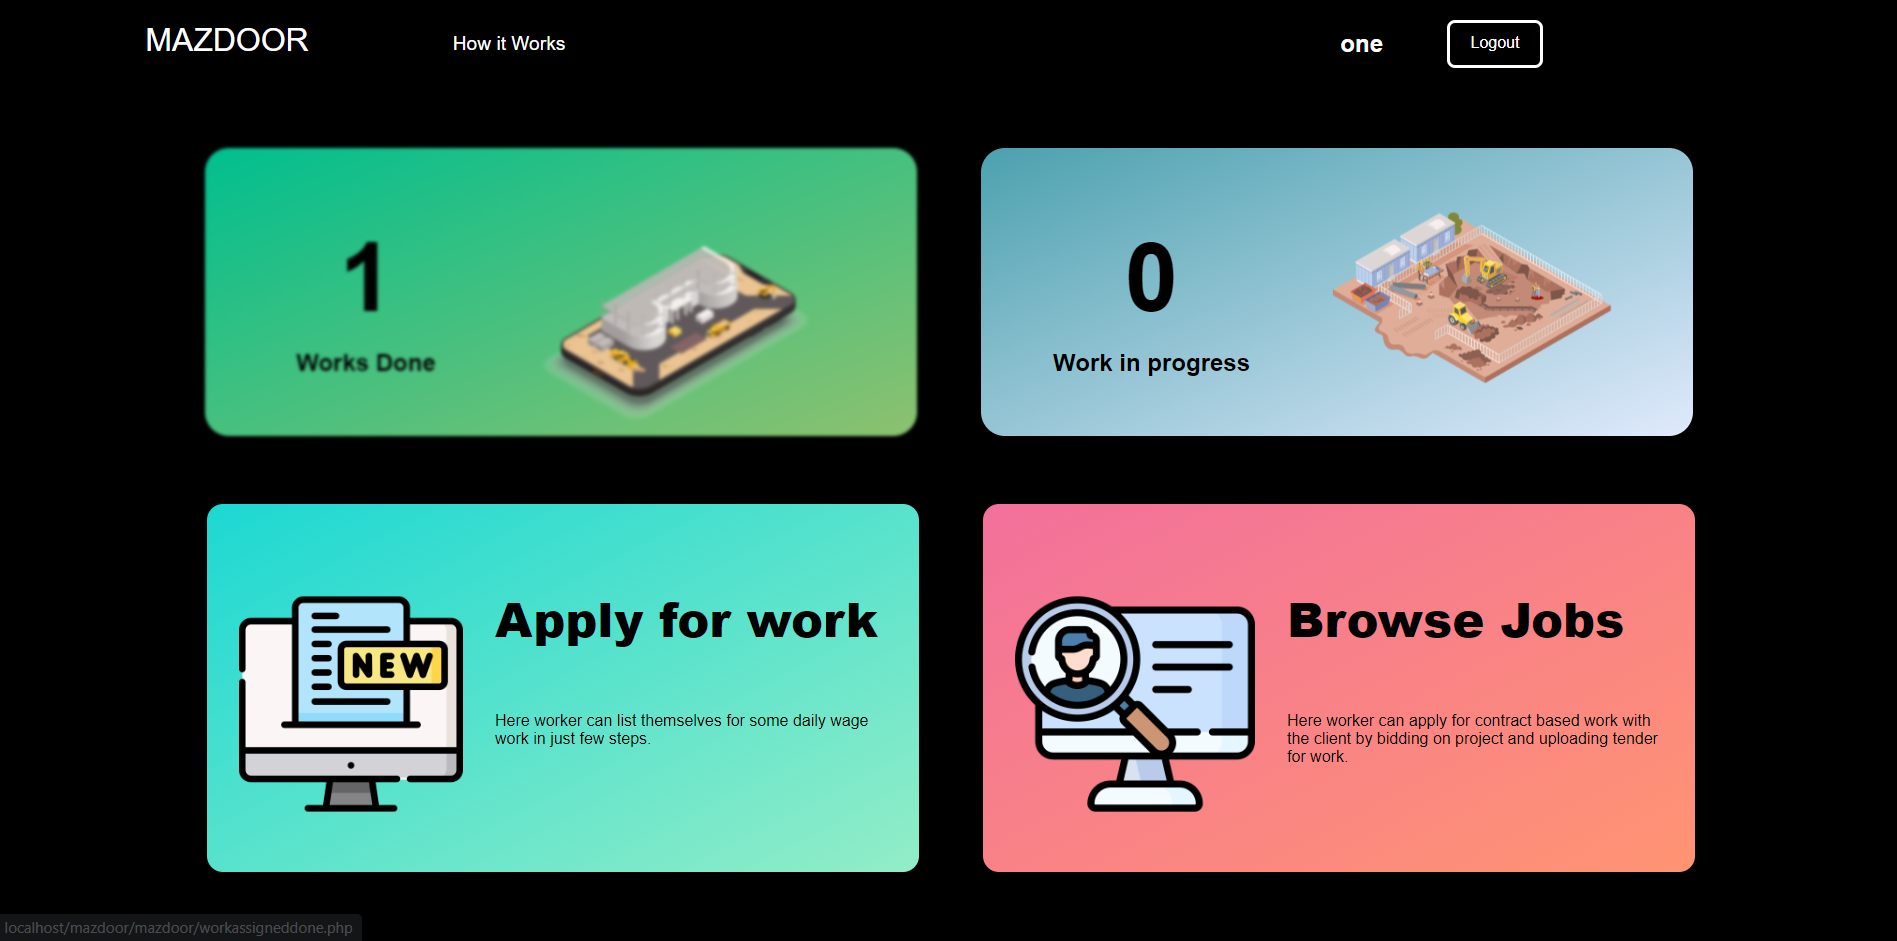 MAZDOOR
How it Works
one
Logout
1
Works Done
0
Work in progress
NEW
Apply for work
Here worker can list themselves for some daily wage
work in just few steps.
Browse Jobs
Here worker can apply for contract based work with
the client by bidding on project and uploading tender
for work.
localhost/mazdoor/mazdoor/workassigneddone.php